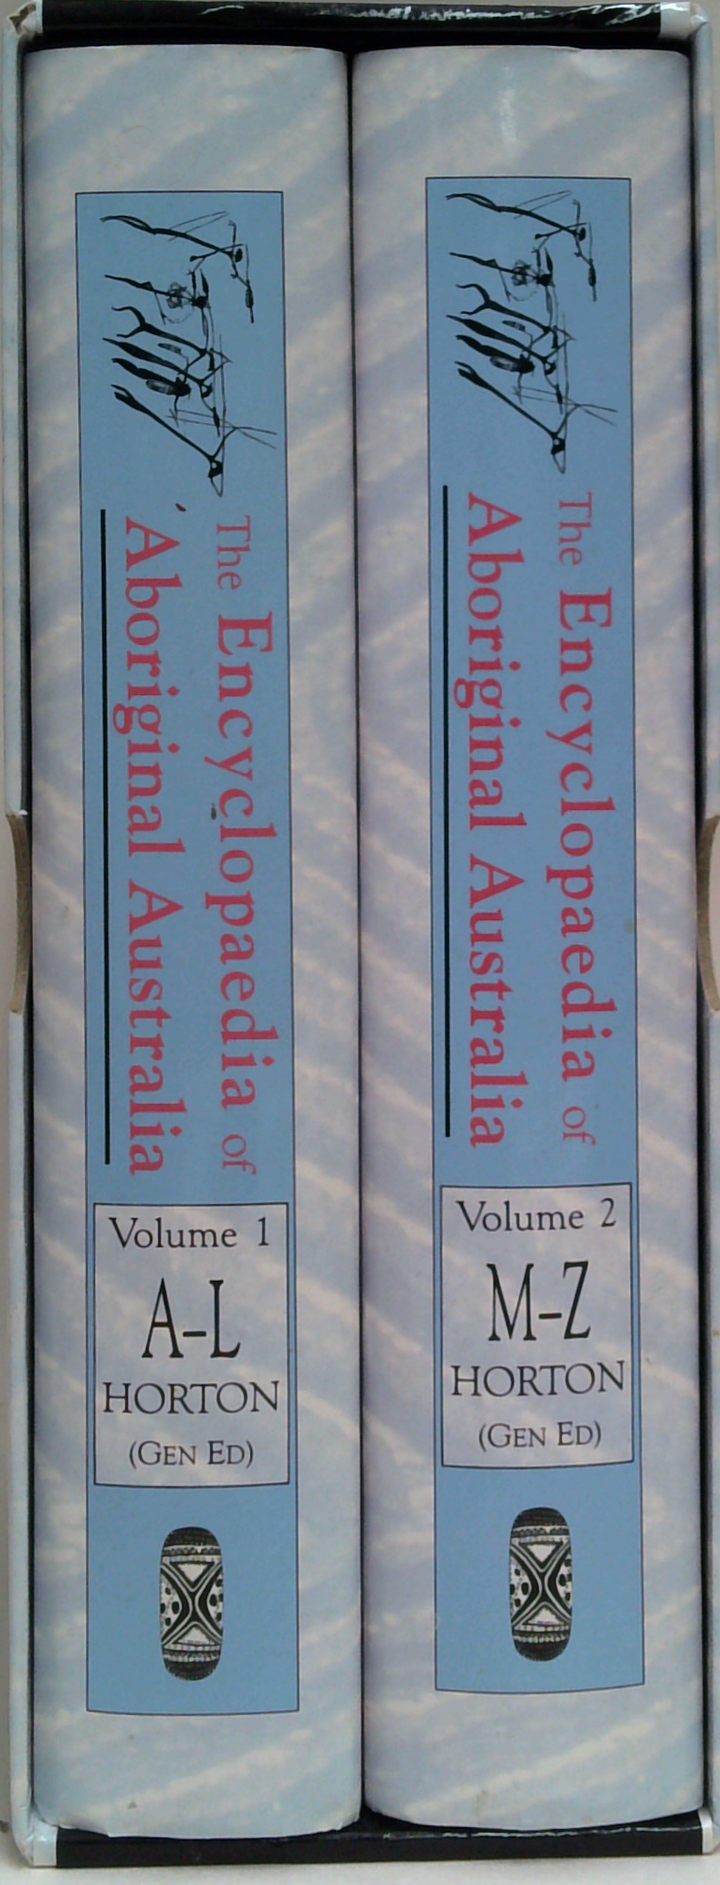 The Encyclopaedia of
Aboriginal Australia
Volume 1
A-L
HORTON
(GEN ED)
The Encyclopaedia of
Aboriginal Australia
Volume 2
M-Z
HORTON
(GEN ED)